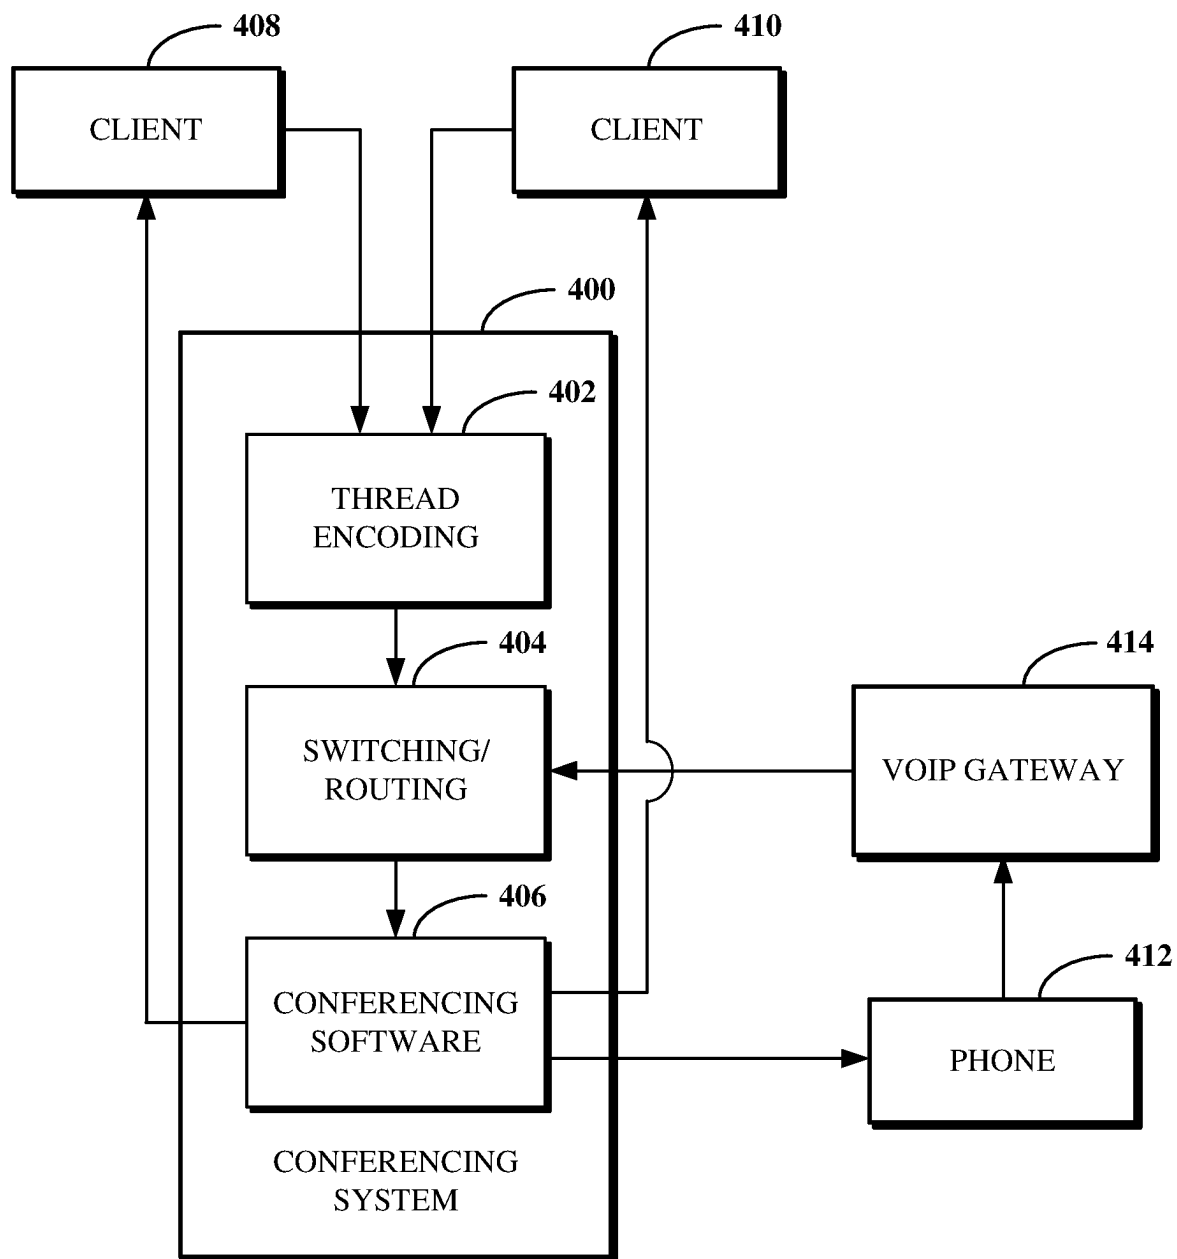 408
410
CLIENT
CLIENT
400
402
THREAD
ENCODING
404
414
SWITCHING/
ROUTING
VOIP GATEWAY
406
412
CONFERENCING
SOFTWARE
PHONE
CONFERENCING
SYSTEM